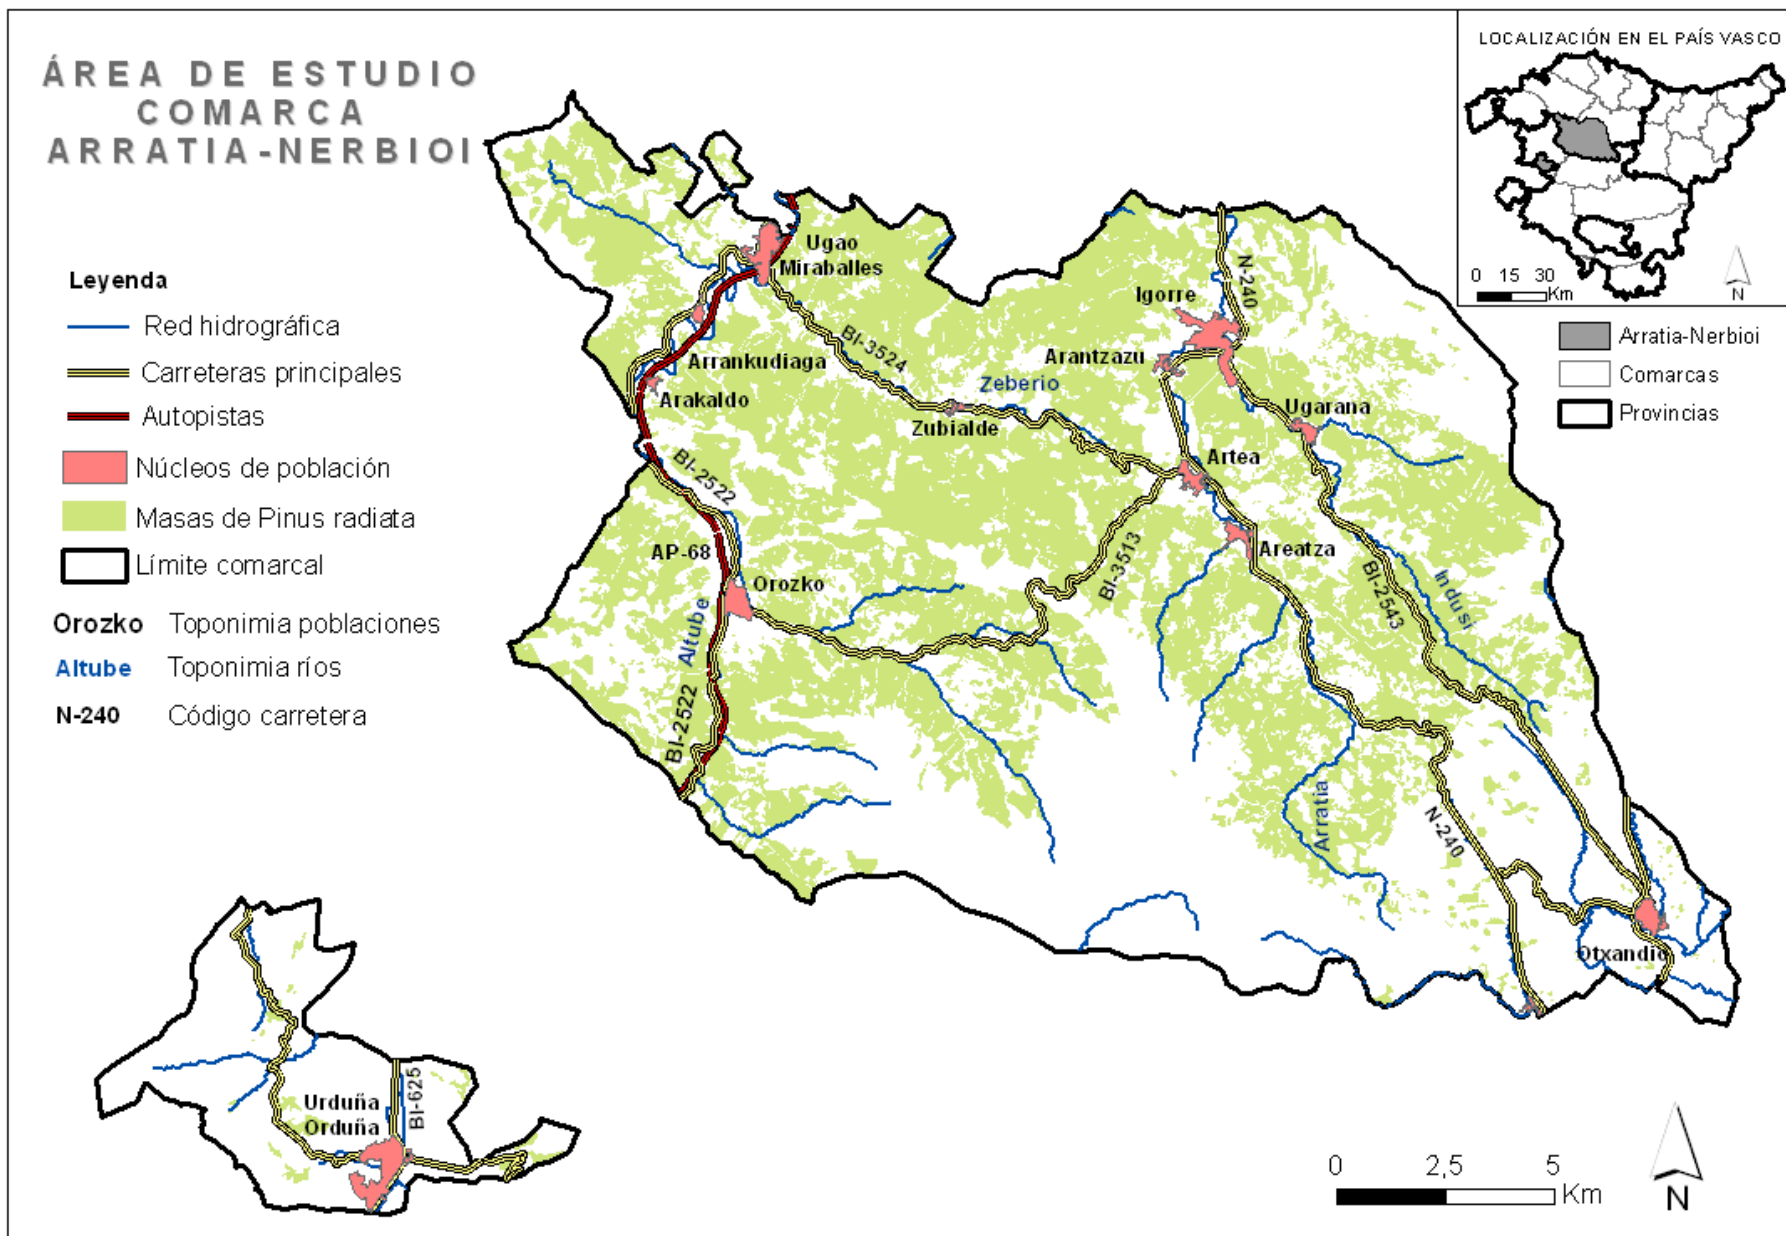 ÁREA DE ESTUDIO
COMARCA
ARRATIA-NERBIOI
LOCALIZACIÓN EN EL PAÍS VASCO
0 15 30
Km
N
Arratia-Nerbioi
Comarcas
Provincias
Leyenda
Red hidrográfica
Carreteras principales
Autopistas
Núcleos de población
Masas de Pinus radiata
Límite comarcal
Orozko Toponimia poblaciones
Altube Toponimia ríos
N-240 Código carretera
Ugao
Miraballes
N-240
Igorre
Arrankudiaga
BI-3524
Arantzazu
Arakaldo
Zeberio
Zubialde
Ugarana
Artea
BI-2522
AP-68
Orozko
BI-3513
Areatza
BI-2543
Indusi
Altube
BI-2522
Arratia
N-240
Otxandio
Urduña
Orduña
BI-625
0 2,5 5
Km
N